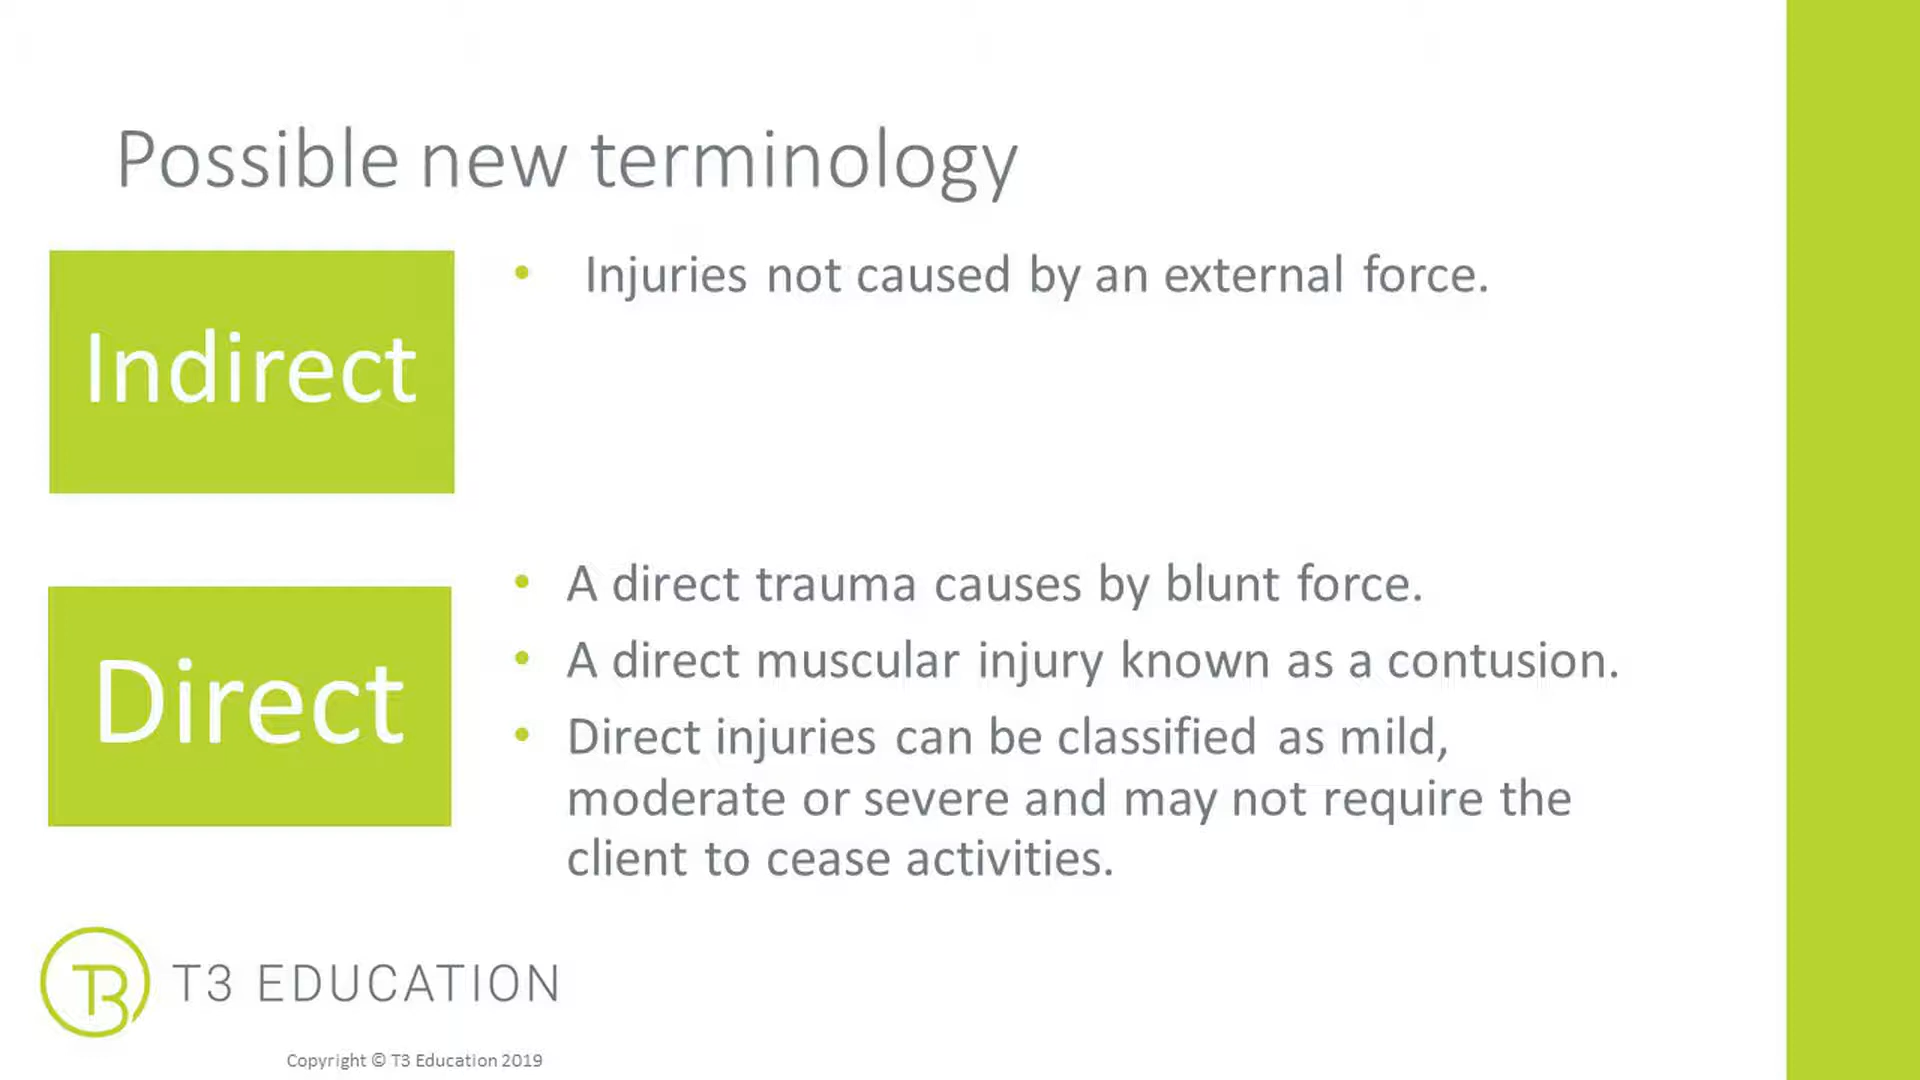 Possible new terminology
Indirect
• Injuries not caused by an external force.
Direct
• A direct trauma causes by blunt force.
• A direct muscular injury known as a contusion.
• Direct injuries can be classified as mild,
moderate or severe and may not require the
client to cease activities.
T3 T3 EDUCATION
Copyright © T3 Education 2019